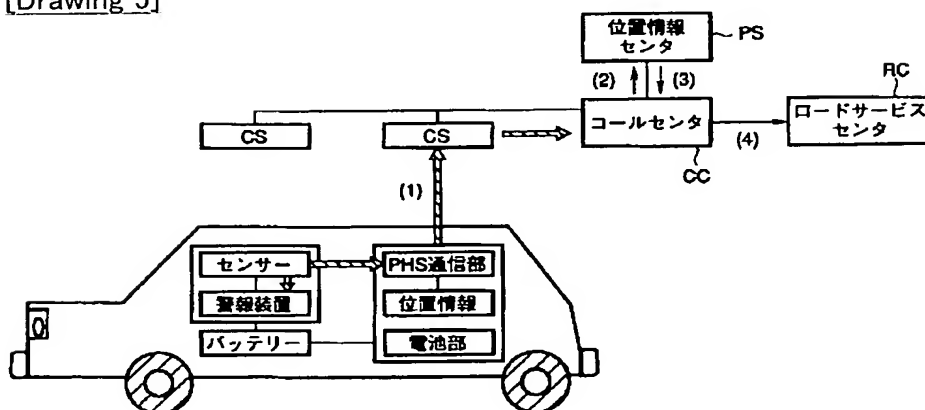 [Drawing 5]
位置情報
センタ
PS
(2)
(3)
RC
CS
CS
コールセンタ
(4)
ロードサービス
センタ
CC
(1)
センサー
PHS通信部
警報装置
位置情報
バッテリー
電池部